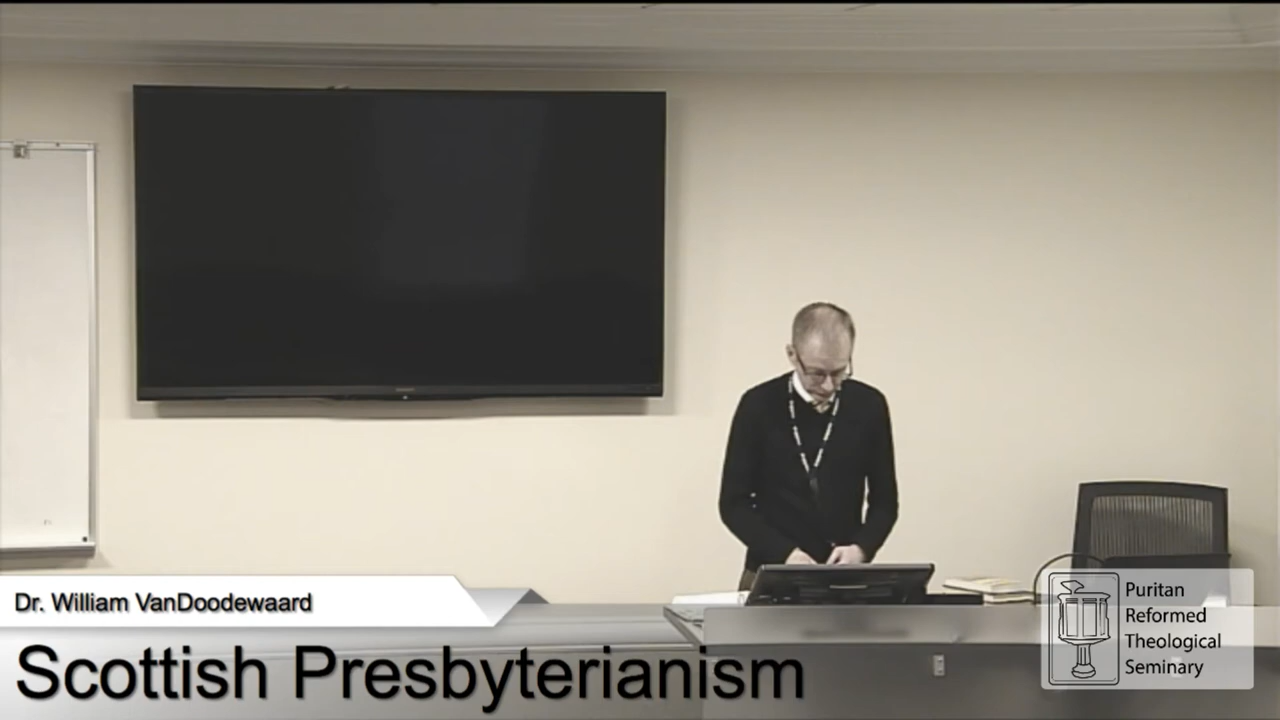 Dr. William VanDoodewaard
Scottish Presbyterianism
Puritan
Reformed
Theological
Seminary